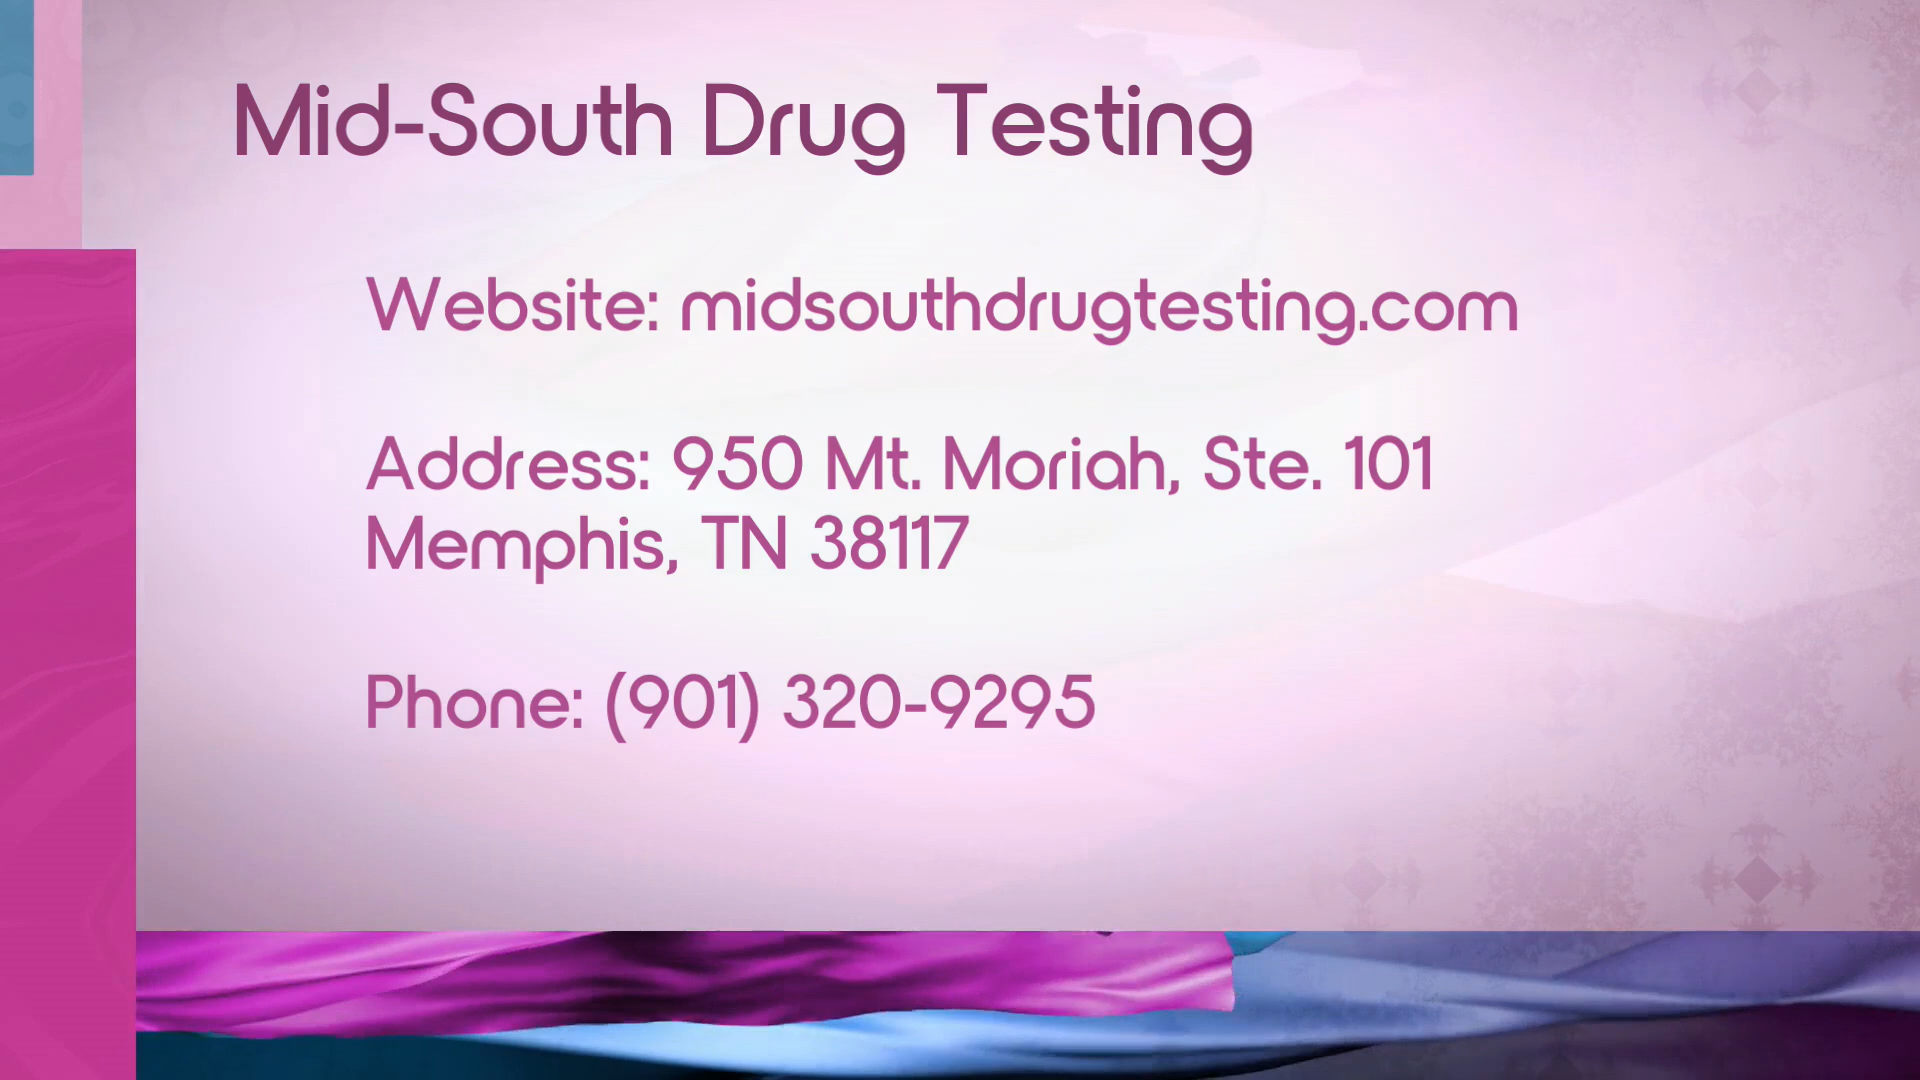 Mid-South Drug Testing
Website: midsouthdrugtesting.com
Address: 950 Mt. Moriah, Ste. 101
Memphis, TN 38117
Phone: (901) 320-9295